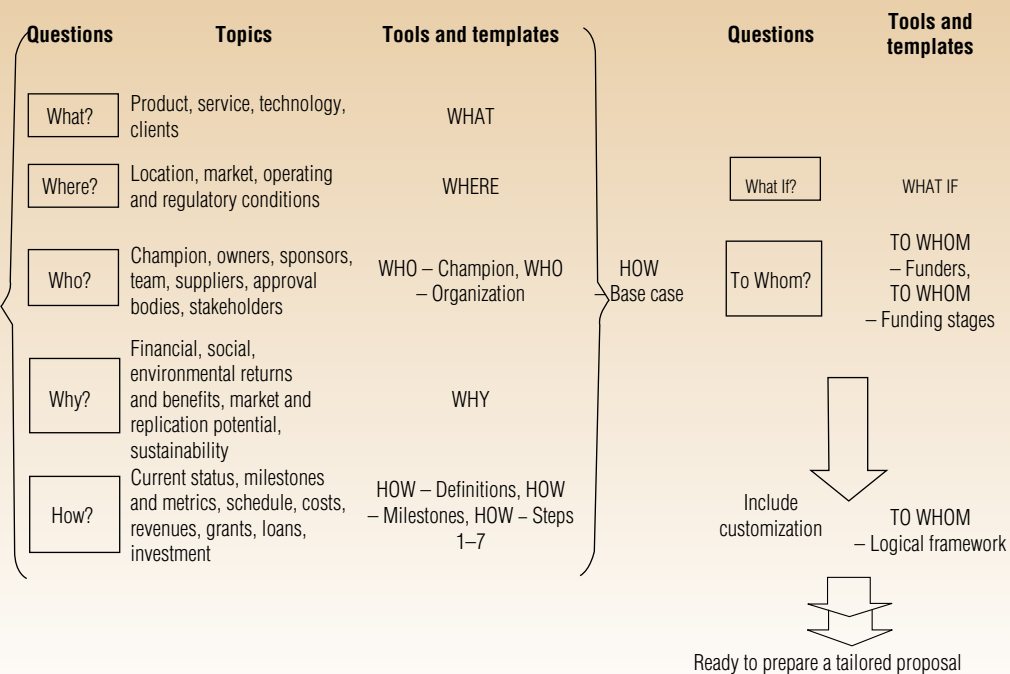 Questions
Topics
Tools and templates
What?
Product, service, technology,
clients
WHAT
Where?
Location, market, operating
and regulatory conditions
WHERE
Who?
Champion, owners, sponsors,
team, suppliers, approval
bodies, stakeholders
WHO – Champion, WHO
– Organization
Why?
Financial, social,
environmental returns
and benefits, market and
replication potential,
sustainability
WHY
How?
Current status, milestones
and metrics, schedule, costs,
revenues, grants, loans,
investment
HOW – Definitions, HOW
– Milestones, HOW – Steps
1–7
HOW
– Base case
Questions
Tools and
templates
What If?
WHAT IF
To Whom?
TO WHOM
– Funders,
TO WHOM
– Funding stages
Include
customization
TO WHOM
– Logical framework
Ready to prepare a tailored proposal